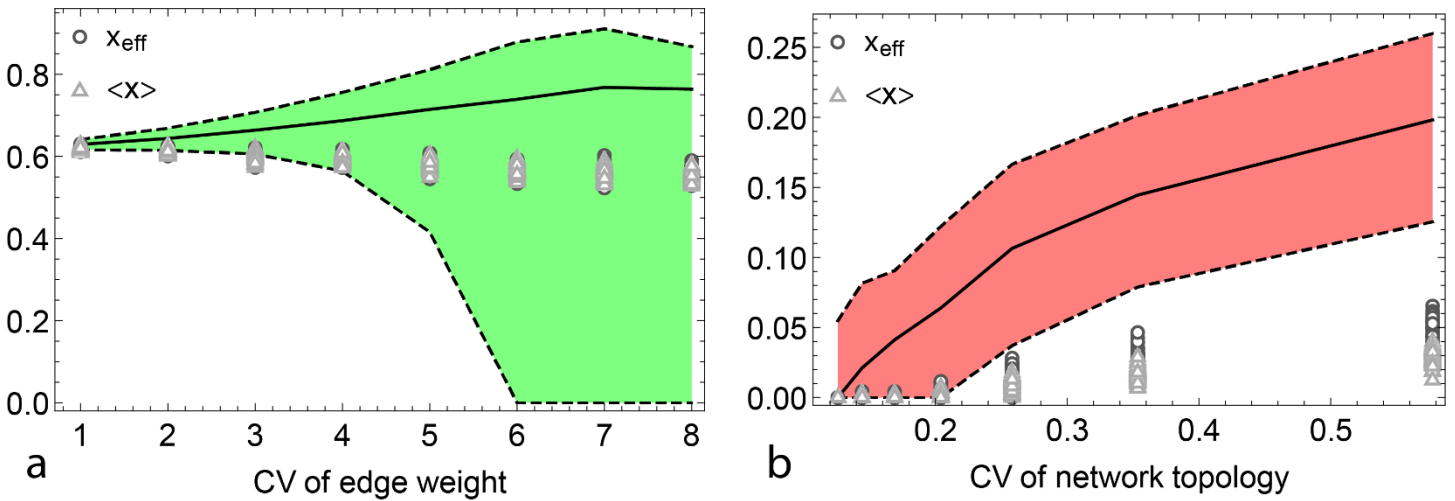 x_eff
<x>
0.8
0.6
0.4
0.2
0.0
1 2 3 4 5 6 7 8
a
CV of edge weight
x_eff
<x>
0.25
0.20
0.15
0.10
0.05
0.00
0.2 0.3 0.4 0.5
b
CV of network topology